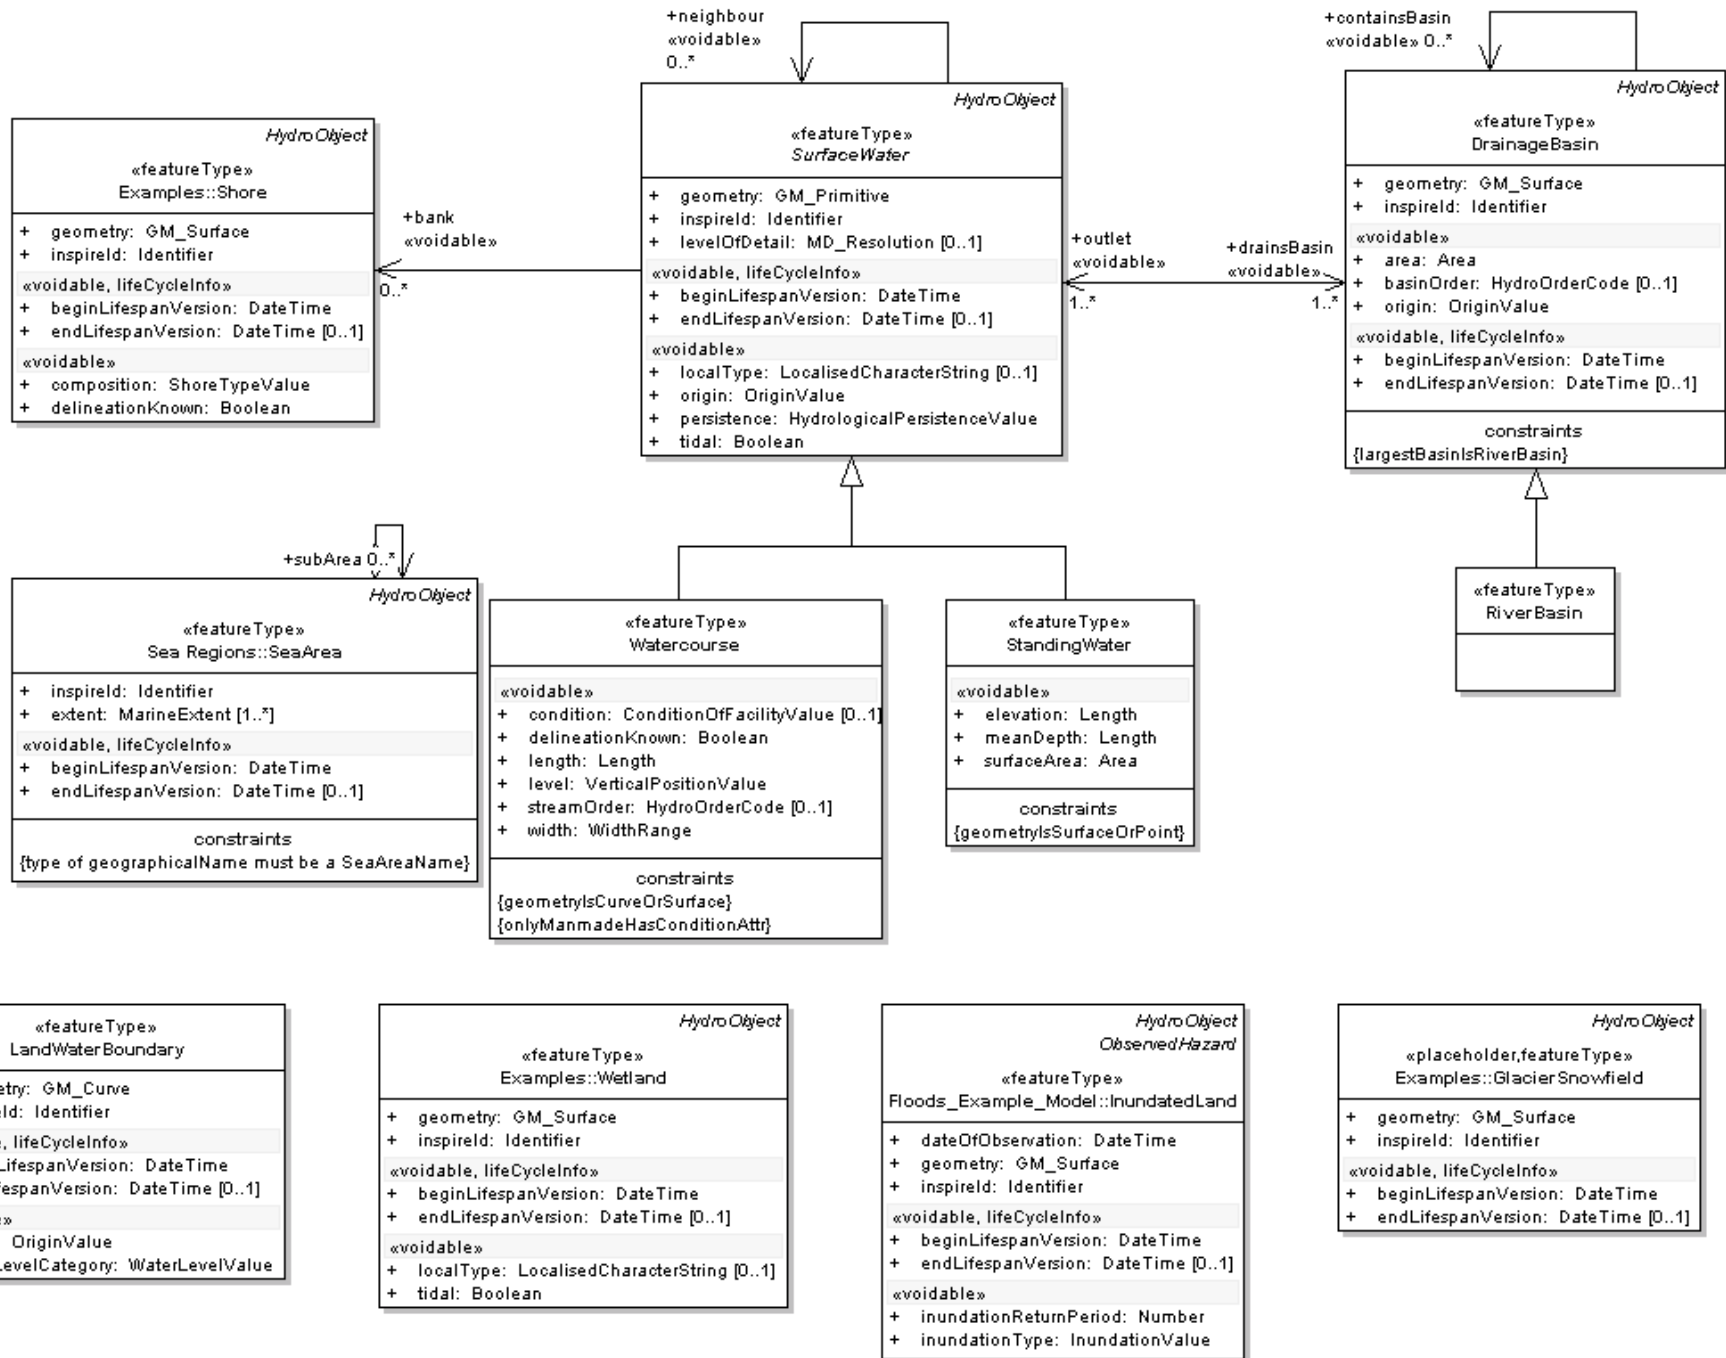 +neighbour
«voidable»
0..*
+containsBasin
«voidable» 0..*
HydroObject
«featureType»
Examples::Shore
+ geometry: GM_Surface
+ inspireId: Identifier
«voidable, lifeCycleInfo»
+ beginLifespanVersion: DateTime
+ endLifespanVersion: DateTime [0..1]
«voidable»
+ composition: ShoreTypeValue
+ delineationKnown: Boolean
+bank
«voidable»
0..*
HydroObject
«featureType»
SurfaceWater
+ geometry: GM_Primitive
+ inspireId: Identifier
+ levelOfDetail: MD_Resolution [0..1]
«voidable, lifeCycleInfo»
+ beginLifespanVersion: DateTime
+ endLifespanVersion: DateTime [0..1]
«voidable»
+ localType: LocalisedCharacterString [0..1]
+ origin: OriginValue
+ persistence: HydrologicalPersistenceValue
+ tidal: Boolean
+outlet
«voidable»
1..*
+drainsBasin
«voidable»
1..*
HydroObject
«featureType»
DrainageBasin
+ geometry: GM_Surface
+ inspireId: Identifier
«voidable»
+ area: Area
+ basinOrder: HydroOrderCode [0..1]
+ origin: OriginValue
«voidable, lifeCycleInfo»
+ beginLifespanVersion: DateTime
+ endLifespanVersion: DateTime [0..1]
constraints
{largestBasinIsRiverBasin}
+subArea 0..*
HydroObject
«featureType»
Sea Regions::SeaArea
+ inspireId: Identifier
+ extent: MarineExtent [1..*]
«voidable, lifeCycleInfo»
+ beginLifespanVersion: DateTime
+ endLifespanVersion: DateTime [0..1]
constraints
{type of geographicalName must be a SeaAreaName}
«featureType»
Watercourse
«voidable»
+ condition: ConditionOfFacilityValue [0..1]
+ delineationKnown: Boolean
+ length: Length
+ level: VerticalPositionValue
+ streamOrder: HydroOrderCode [0..1]
+ width: WidthRange
constraints
{geometryIsCurveOrSurface}
{onlyManmadeHasConditionAttr}
«featureType»
StandingWater
«voidable»
+ elevation: Length
+ meanDepth: Length
+ surfaceArea: Area
constraints
{geometryIsSurfaceOrPoint}
«featureType»
RiverBasin
«featureType»
LandWaterBoundary
etry: GM_Curve
eId: Identifier
e, lifeCycleInfo»
LifespanVersion: DateTime
fespanVersion: DateTime [0..1]
e»
OriginValue
LevelCategory: WaterLevelValue
HydroObject
«featureType»
Examples::Wetland
+ geometry: GM_Surface
+ inspireId: Identifier
«voidable, lifeCycleInfo»
+ beginLifespanVersion: DateTime
+ endLifespanVersion: DateTime [0..1]
«voidable»
+ localType: LocalisedCharacterString [0..1]
+ tidal: Boolean
HydroObject
ObservedHazard
«featureType»
Floods_Example_Model::InundatedLand
+ dateOfObservation: DateTime
+ geometry: GM_Surface
+ inspireId: Identifier
«voidable, lifeCycleInfo»
+ beginLifespanVersion: DateTime
+ endLifespanVersion: DateTime [0..1]
«voidable»
+ inundationReturnPeriod: Number
+ inundationType: InundationValue
HydroObject
«placeholder,featureType»
Examples::GlacierSnowfield
+ geometry: GM_Surface
+ inspireId: Identifier
«voidable, lifeCycleInfo»
+ beginLifespanVersion: DateTime
+ endLifespanVersion: DateTime [0..1]